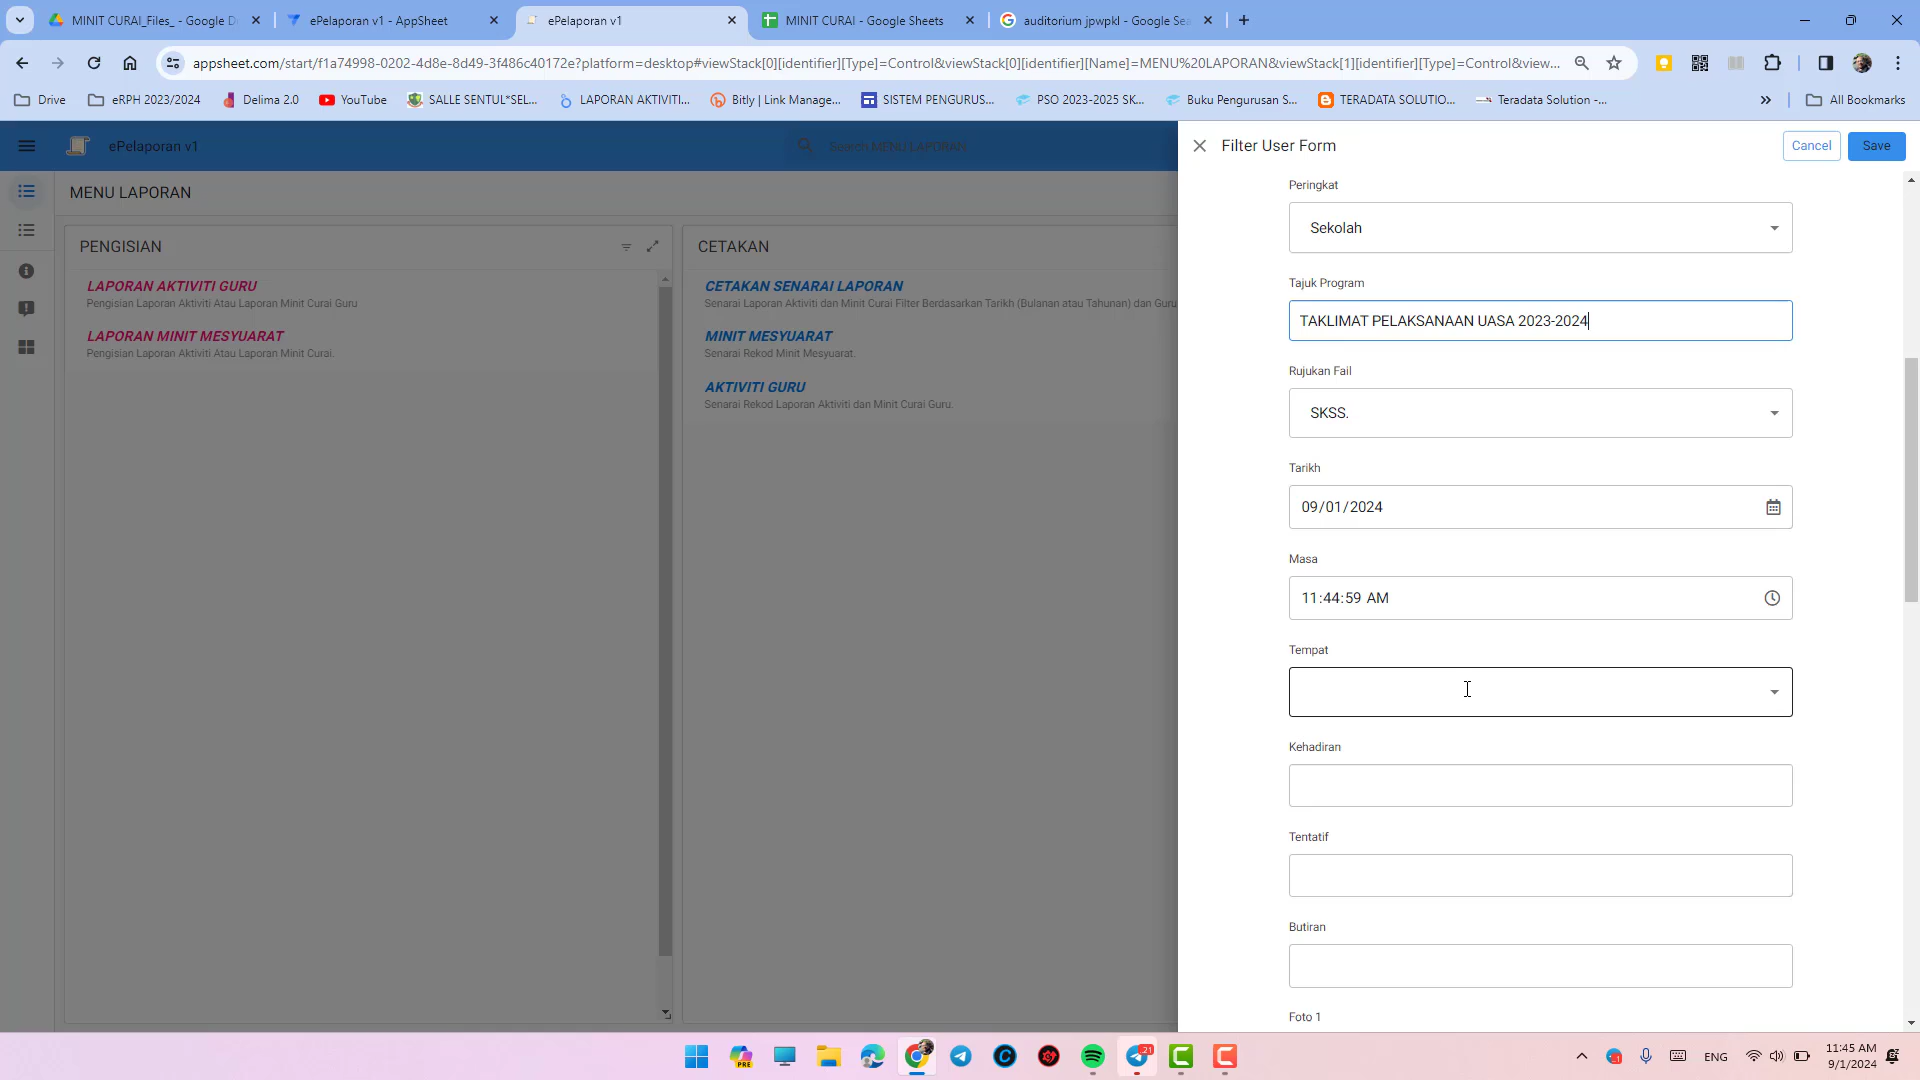 MINIT CURAI_Files_ - Google D
ePelaporan v1 - AppSheet
ePelaporan v1
MINIT CURAI - Google Sheets
auditorium jpwpkl - Google Sea
appsheet.com/start/f1a74998-0202-4d8e-8d49-3f486c40172e?platform=desktop#viewStack[0][identifier][Type]=Control&viewStack[0][identifier][Name]=MENU%20LAPORAN&viewStack[1][identifier][Type]=Control&view...
Drive
eRPH 2023/2024
Delima 2.0
YouTube
SALLE SENTUL*SEL...
LAPORAN AKTIVITI...
Bitly | Link Manage...
SISTEM PENGURUS...
PSO 2023-2025 SK...
Buku Pengurusan S...
TERADATA SOLUTIO...
Teradata Solution -...
All Bookmarks
ePelaporan v1
Search MENU LAPORAN
MENU LAPORAN
PENGISIAN
LAPORAN AKTIVITI GURU
Pengisian Laporan Aktiviti Atau Laporan Minit Curai Guru
LAPORAN MINIT MESYUARAT
Pengisian Laporan Aktiviti Atau Laporan Minit Curai.
CETAKAN
CETAKAN SENARAI LAPORAN
Senarai Laporan Aktiviti dan Minit Curai Filter Berdasarkan Tarikh (Bulanan atau Tahunan) dan Guru
MINIT MESYUARAT
Senarai Rekod Minit Mesyuarat.
AKTIVITI GURU
Senarai Rekod Laporan Aktiviti dan Minit Curai Guru.
Filter User Form
Cancel
Save
Peringkat
Sekolah
Tajuk Program
TAKLIMAT PELAKSANAAN UASA 2023-2024
Rujukan Fail
SKSS.
Tarikh
09/01/2024
Masa
11:44:59 AM
Tempat
Kehadiran
Tentatif
Butiran
Foto 1
PRE
21
ENG
11:45 AM
9/1/2024